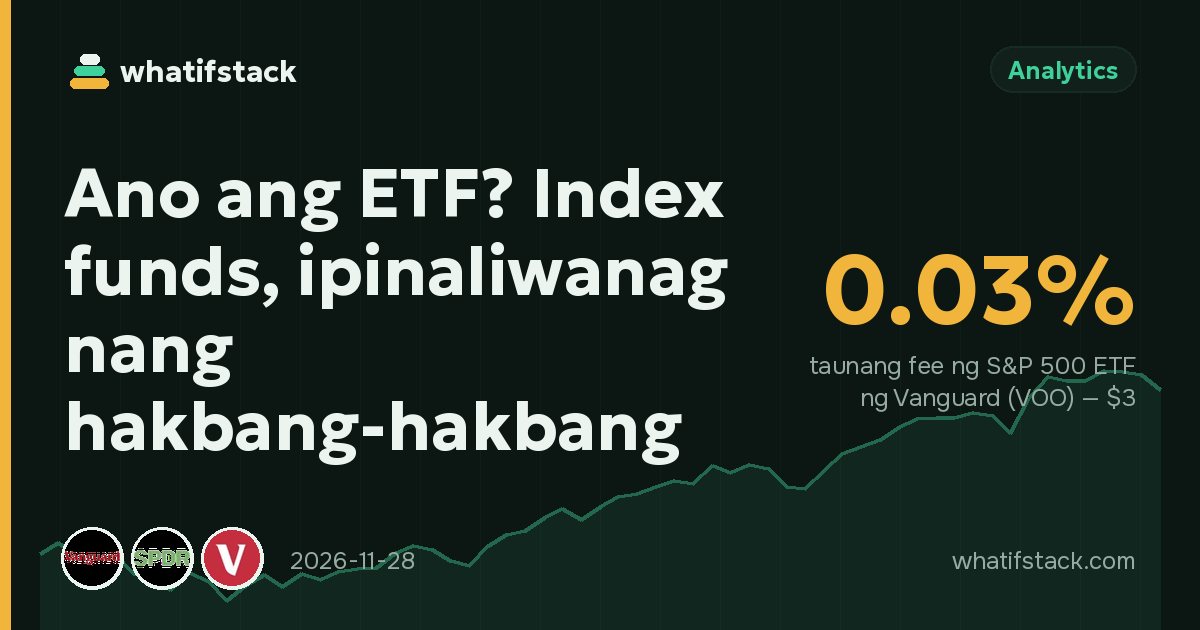 whatifstack
Analytics
Ano ang ETF? Index
funds, ipinaliwanag
nang
hakbang-hakbang
0.03%
taunang fee ng S&P 500 ETF
ng Vanguard (VOO) — $3
Vanguard
SPDR
V
2026-11-28
whatifstack.com